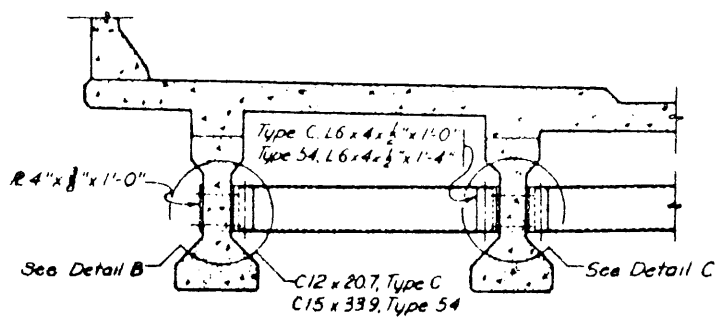 Type C, L6 x 4 x ½" x 1'-0"
Type 54, L6 x 4 x ½" x 1'-4"
℞ 4" x ⅜" x 1'-0"
See Detail B
See Detail C
C12 x 20.7, Type C
C15 x 33.9, Type 54